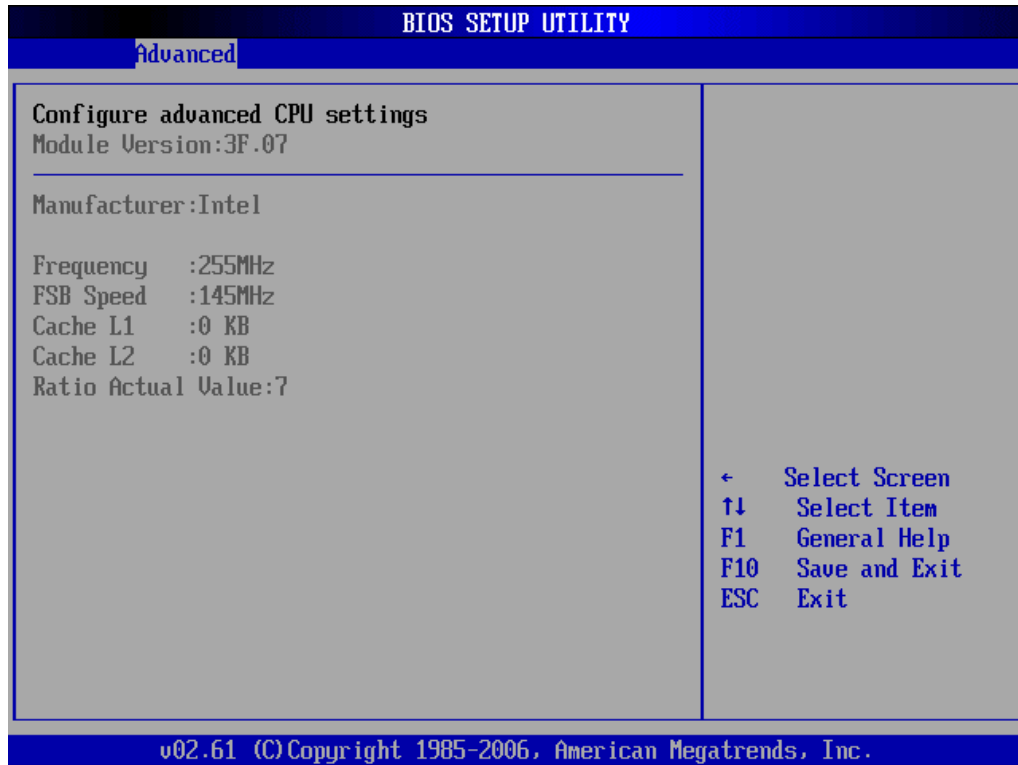 BIOS SETUP UTILITY
Advanced
Configure advanced CPU settings
Module Version:3F.07
Manufacturer:Intel
Frequency :255MHz
FSB Speed :145MHz
Cache L1 :0 KB
Cache L2 :0 KB
Ratio Actual Value:7
← Select Screen
↑↓ Select Item
F1 General Help
F10 Save and Exit
ESC Exit
v02.61 (C)Copyright 1985-2006, American Megatrends, Inc.